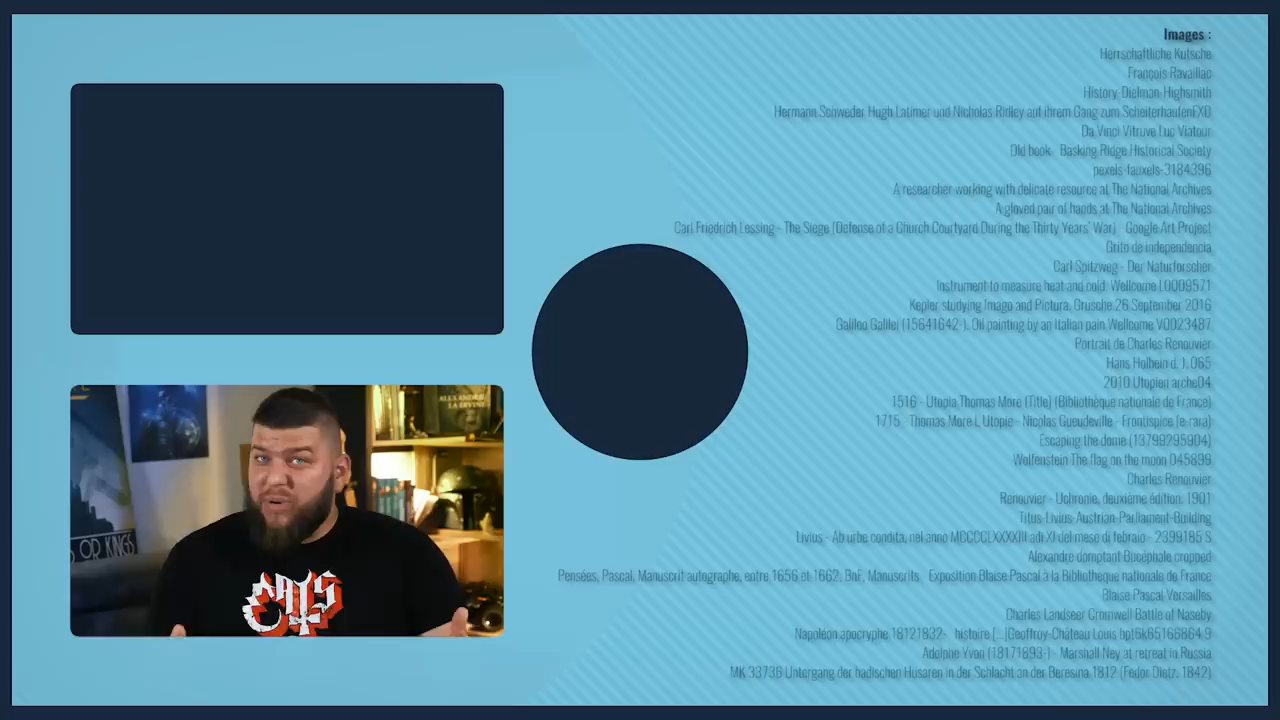 Images :
Herrschaftliche Kutsche
François Ravaillac
History-Dielman-Highsmith
Hermann Schweder Hugh Latimer und Nicholas Ridley auf ihrem Gang zum ScheiterhaufenFXD
Da Vinci Vitruve Luc Viatour
Old book - Basking Ridge Historical Society
pexels-fauxels-3184396
A researcher working with delicate resource at The National Archives
A gloved pair of hands at The National Archives
Carl Friedrich Lessing - The Siege (Defense of a Church Courtyard During the Thirty Years' War) - Google Art Project
Grito de independencia
Carl Spitzweg - Der Naturforscher
Instrument to measure heat and cold. Wellcome L0009571
Kepler studying Imago and Pictura, Grusche 26 September 2016
Galileo Galilei (15641642-). Oil painting by an Italian pain Wellcome V0023487
Portrait de Charles Renouvier
Hans Holbein d. J. 065
2010 Utopien arche04
1516 - Utopia Thomas More (Title) (Bibliothèque nationale de France)
1715 - Thomas More L'Utopie - Nicolas Gueudeville - Frontispice (e-rara)
Escaping the dome (13799295904)
Wolfenstein The flag on the moon 045899
Charles Renouvier
Renouvier - Uchronie, deuxième édition, 1901
Titus-Livius-Austrian-Parliament-Building
Livius - Ab urbe condita, nel anno MCCCCLXXXXIII adi XI del mese di febraio - 2399185 S
Alexandre domptant Bucéphale cropped
Pensées, Pascal, Manuscrit autographe, entre 1656 et 1662, BnF, Manuscrits - Exposition Blaise Pascal à la Bibliothèque nationale de France
Blaise Pascal Versailles
Charles Landseer Cromwell Battle of Naseby
Napoléon apocryphe 18121832- histoire [...]Geoffroy-Château Louis bpt6k65166864 9
Adolphe Yvon (18171893-) - Marshall Ney at retreat in Russia
MK 33736 Untergang der badischen Husaren in der Schlacht an der Beresina 1812 (Fedor Dietz, 1842)
ALEXANDRE
LA DIVINE
OR KINGS